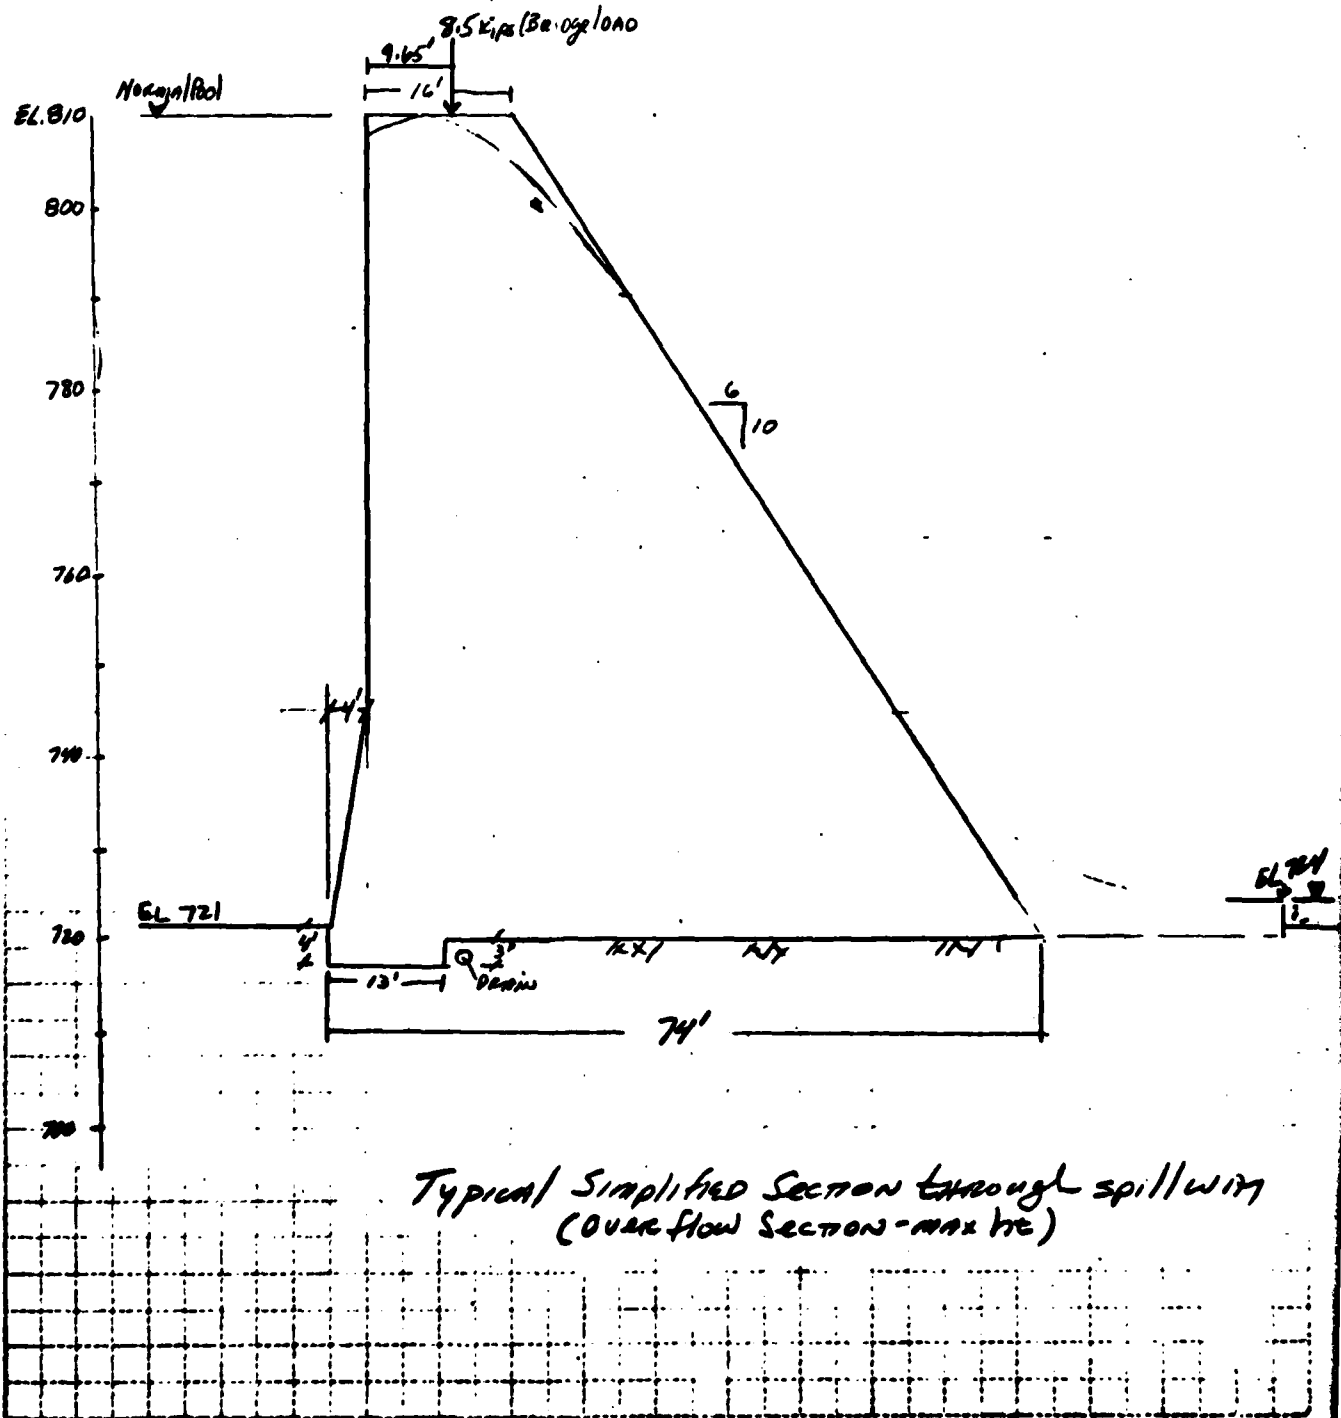 8.5 Kips (Bridge load
9.65'
16'
Normal Pool
EL.810
800
780
6
10
760
4'
740
EL 721
720
4'
3'
DRAIN
13'
EL 724
74'
700
Typical Simplified Section through spillway
(Overflow Section - max ht)